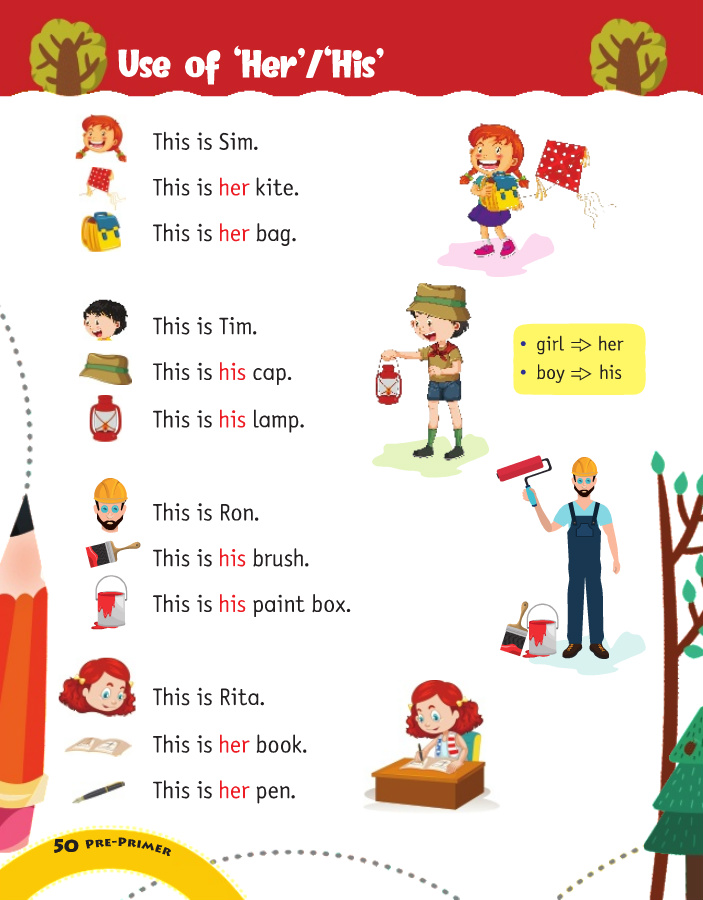 Use of ‘Her’/‘His’
This is Sim.
This is her kite.
This is her bag.
This is Tim.
This is his cap.
This is his lamp.
• girl ⇨ her
• boy ⇨ his
This is Ron.
This is his brush.
This is his paint box.
This is Rita.
This is her book.
This is her pen.
50 PRE-PRIMER